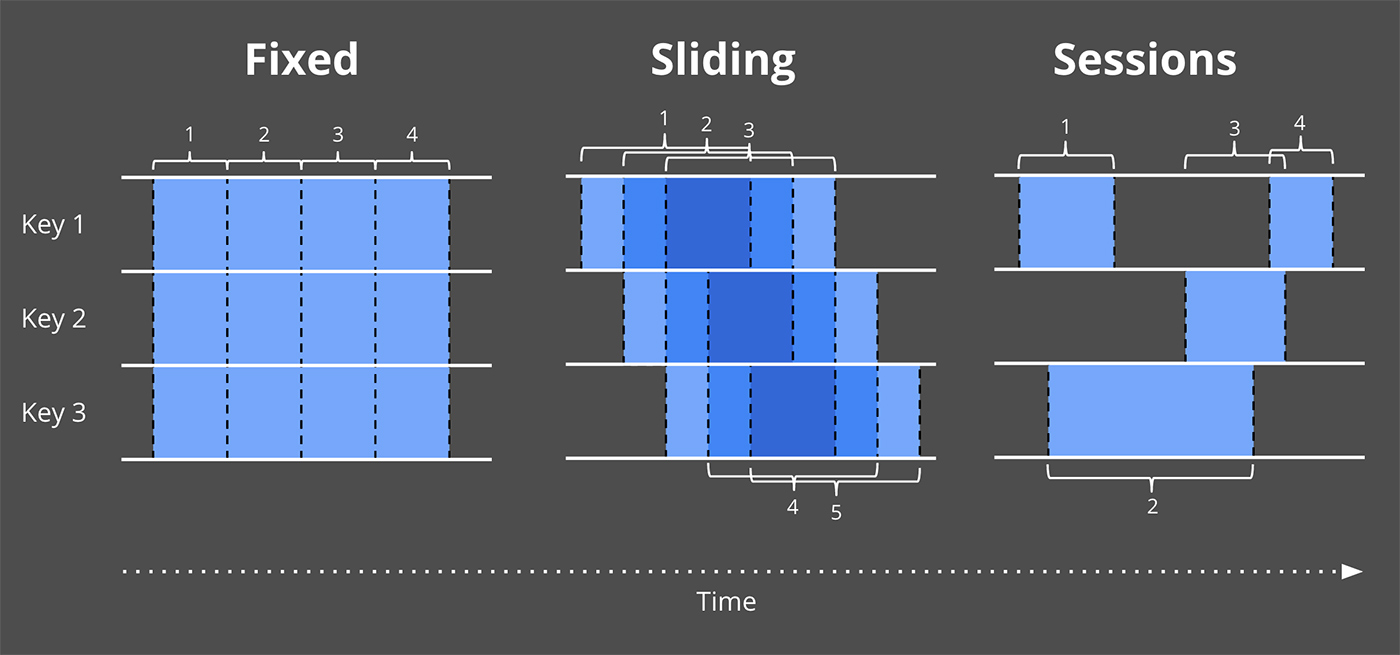 Fixed
Sliding
Sessions
1 2 3 4
1 2 3
1 3 4
Key 1
Key 2
Key 3
4 5
2
Time